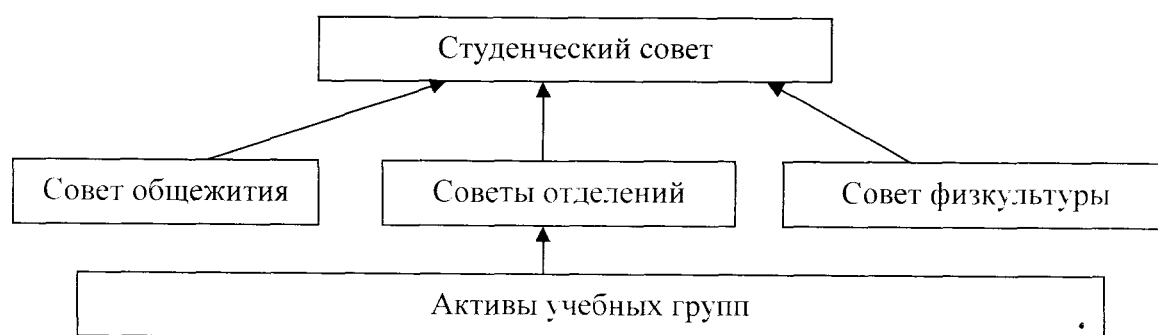 Студенческий совет
Совет общежития
Советы отделений
Совет физкультуры
Активы учебных групп